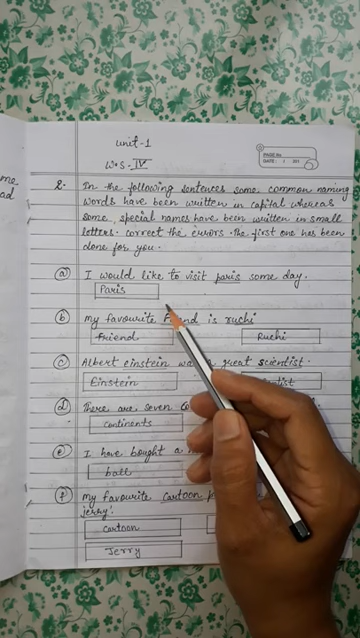 me
ad
unit-1
W·S-IV
PAGE No.
DATE
2. In the following sentences some common naming
words have been written in capital whereas
some special names have been written in small
letters. correct the errors. The first one has been
done for you.
(a) I would like to visit paris some day.
Paris
(b) My favourite Friend is ruchi
friend Ruchi
(c) Albert einstein was great scientist.
Einstein
(d) There are seven
continents
(e) I have bought a
ball
(f) My favourite Cartoon
jerry.
cartoon
Jerry